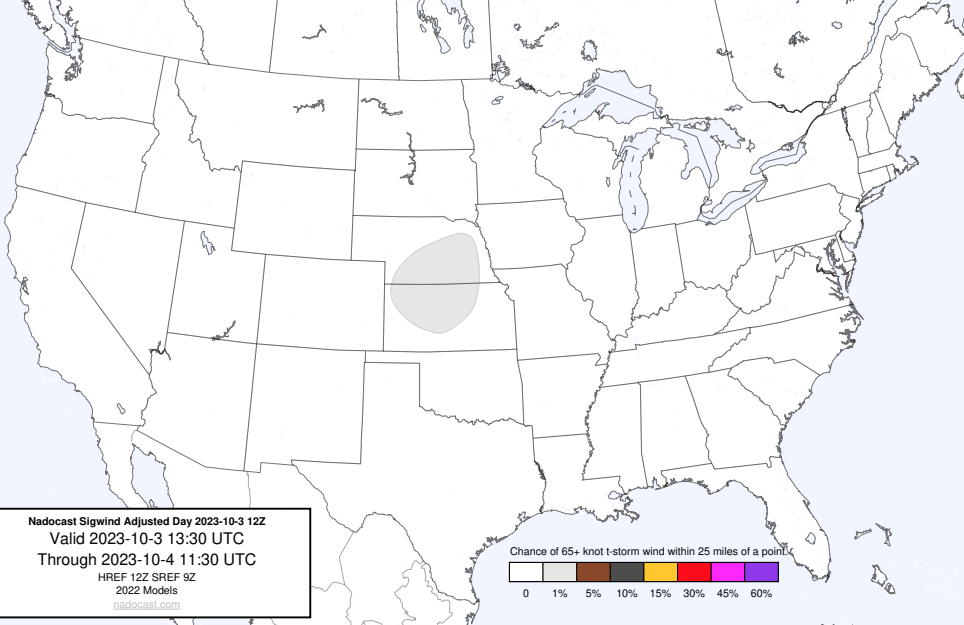 Nadocast Sigwind Adjusted Day 2023-10-3 12Z
Valid 2023-10-3 13:30 UTC
Through 2023-10-4 11:30 UTC
HREF 12Z SREF 9Z
2022 Models
nadocast.com
Chance of 65+ knot t-storm wind within 25 miles of a point.
0 1% 5% 10% 15% 30% 45% 60%